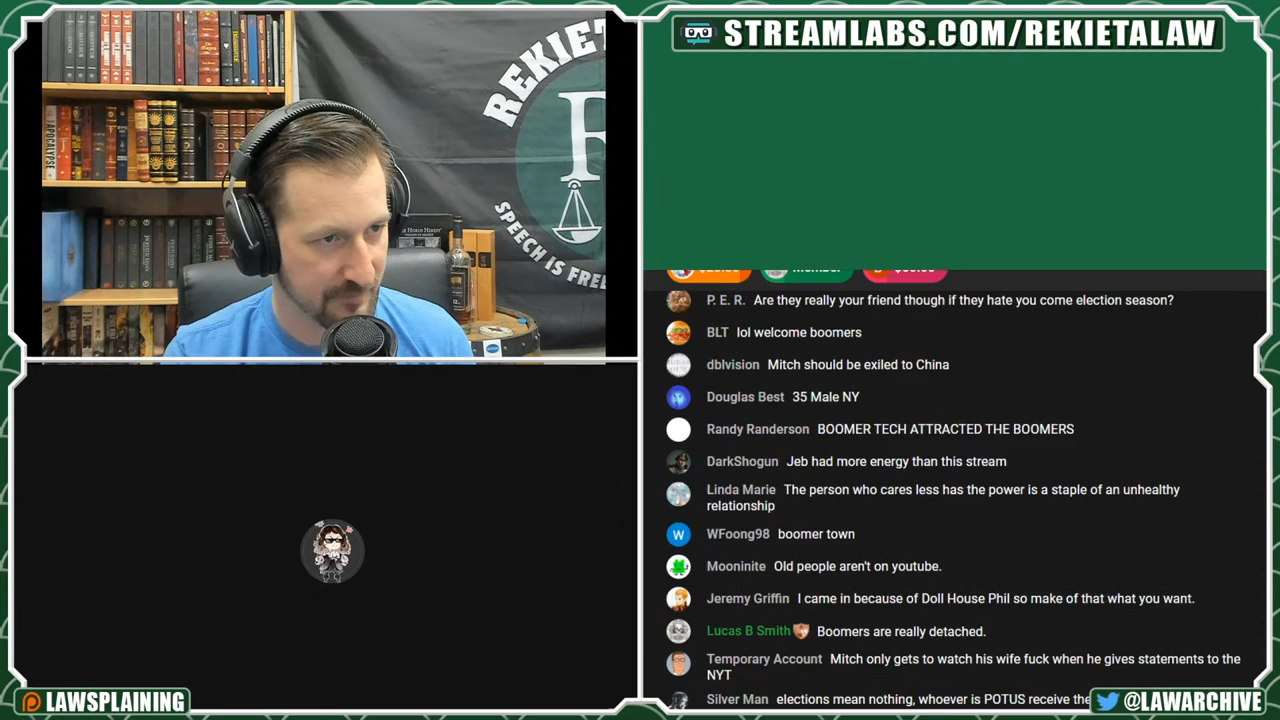 STREAMLABS.COM/REKIETALAW
REKIET
R
SPEECH IS FREE
APOCALYPSE
Member
P. E. R. Are they really your friend though if they hate you come election season?
BLT lol welcome boomers
dblvision Mitch should be exiled to China
Douglas Best 35 Male NY
Randy Randerson BOOMER TECH ATTRACTED THE BOOMERS
DarkShogun Jeb had more energy than this stream
Linda Marie The person who cares less has the power is a staple of an unhealthy
relationship
W WFoong98 boomer town
Mooninite Old people aren't on youtube.
Jeremy Griffin I came in because of Doll House Phil so make of that what you want.
Lucas B Smith Boomers are really detached.
Temporary Account Mitch only gets to watch his wife fuck when he gives statements to the
NYT
Silver Man elections mean nothing, whoever is POTUS receive the
LAWSPLAINING
@LAWARCHIVE